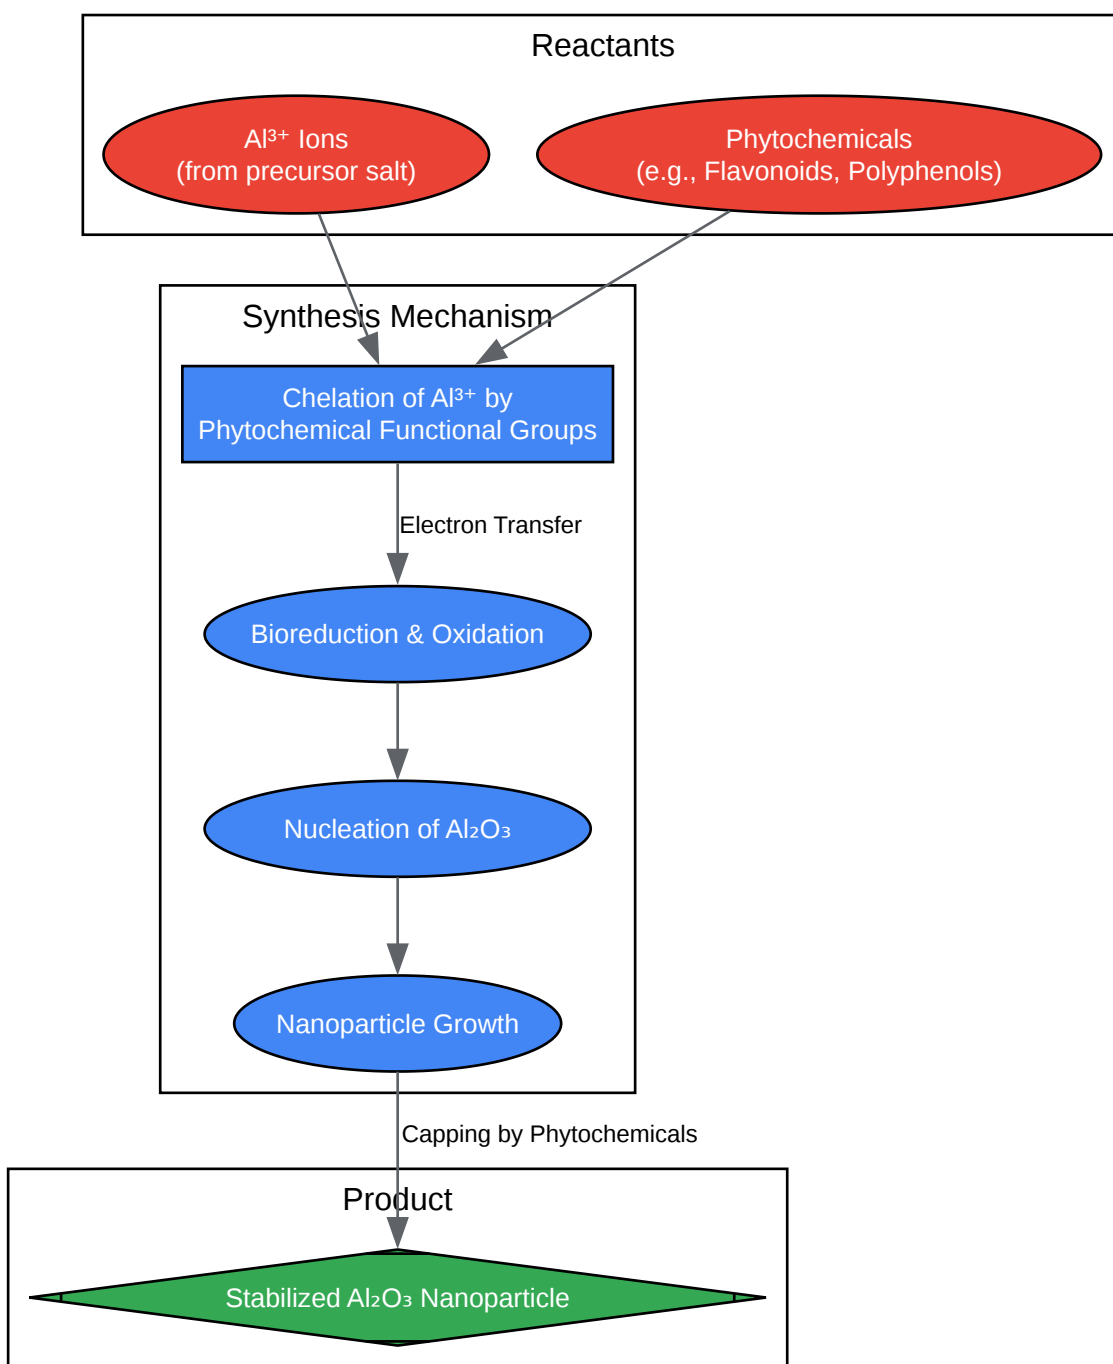 Reactants
Al³⁺ Ions
(from precursor salt)
Phytochemicals
(e.g., Flavonoids, Polyphenols)
Synthesis Mechanism
Chelation of Al³⁺ by
Phytochemical Functional Groups
Electron Transfer
Bioreduction & Oxidation
Nucleation of Al₂O₃
Nanoparticle Growth
Capping by Phytochemicals
Product
Stabilized Al₂O₃ Nanoparticle